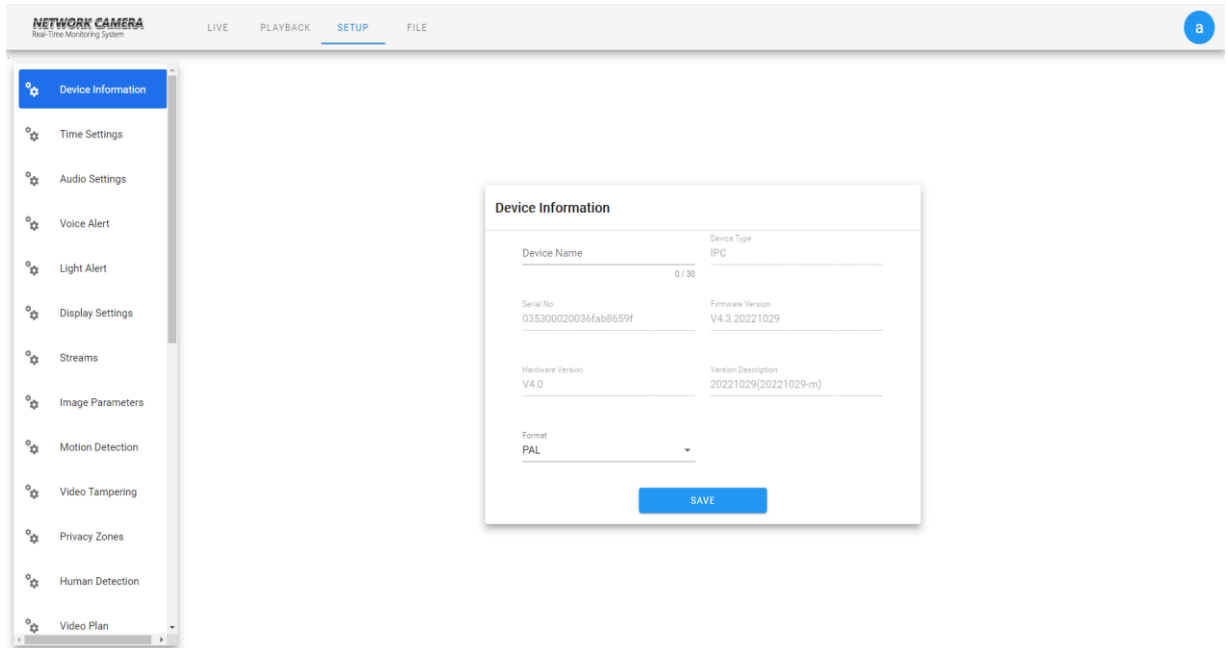 NETWORK CAMERA
Real-Time Monitoring System
LIVE
PLAYBACK
SETUP
FILE
a
Device Information
Time Settings
Audio Settings
Voice Alert
Light Alert
Display Settings
Streams
Image Parameters
Motion Detection
Video Tampering
Privacy Zones
Human Detection
Video Plan
Device Information
Device Name
0 / 30
Device Type
IPC
Serial No
035300020036fab8659f
Firmware Version
V4.3.20221029
Hardware Version
V4.0
Version Description
20221029(20221029-m)
Format
PAL
SAVE